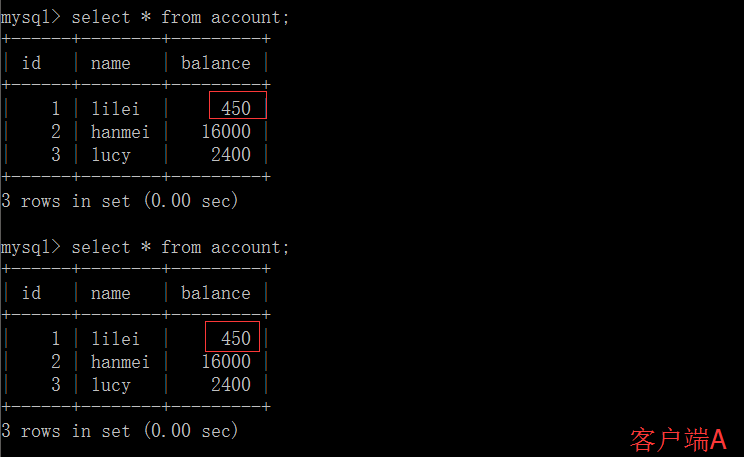 mysql> select * from account;
+------+--------+---------+
| id   | name   | balance |
+------+--------+---------+
|    1 | lilei  |     450 |
|    2 | hanmei |   16000 |
|    3 | lucy   |    2400 |
+------+--------+---------+
3 rows in set (0.00 sec)
mysql> select * from account;
+------+--------+---------+
| id   | name   | balance |
+------+--------+---------+
|    1 | lilei  |     450 |
|    2 | hanmei |   16000 |
|    3 | lucy   |    2400 |
+------+--------+---------+
3 rows in set (0.00 sec)
客户端A